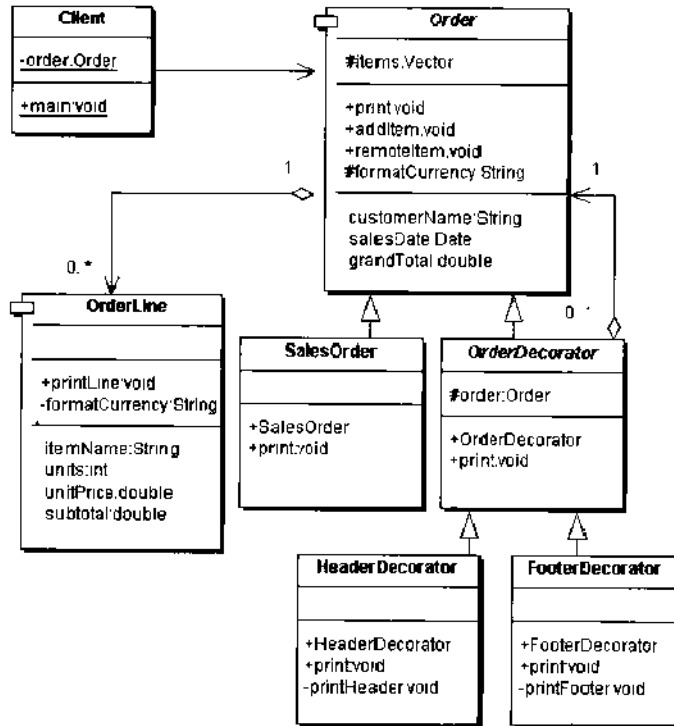 Client
-order:Order
+main:void
Order
#items:Vector
+print:void
+addItem:void
+remoteItem:void
#formatCurrency:String
customerName:String
salesDate:Date
grandTotal:double
1
0..*
1
0..*
OrderLine
+printLine:void
-formatCurrency:String
itemName:String
units:int
unitPrice:double
subtotal:double
SalesOrder
+SalesOrder
+print:void
OrderDecorator
#order:Order
+OrderDecorator
+print:void
HeaderDecorator
+HeaderDecorator
+print:void
-printHeader:void
FooterDecorator
+FooterDecorator
+print:void
-printFooter:void